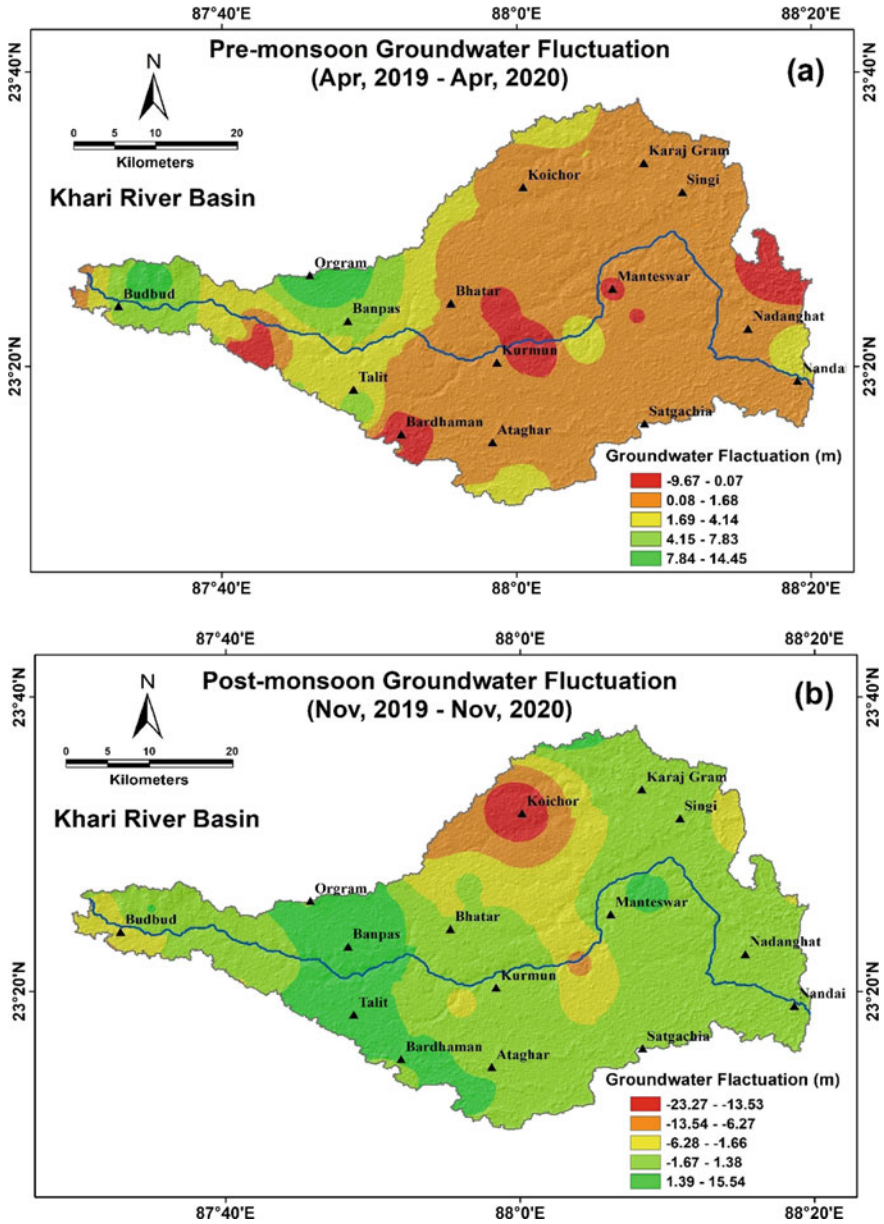 87°40'E 88°0'E 88°20'E
Pre-monsoon Groundwater Fluctuation
(Apr, 2019 - Apr, 2020)
(a)
N
0 5 10 20
Kilometers
Khari River Basin
23°40'N
23°40'N
23°20'N
23°20'N
Karaj Gram
Koichor
Singi
Orgram
Manteswar
Budbud
Bhatar
Banpas
Nadanghat
Kurmun
Talit
Nandai
Satgachia
Bardhaman
Ataghar
Groundwater Flactuation (m)
-9.67 - 0.07
0.08 - 1.68
1.69 - 4.14
4.15 - 7.83
7.84 - 14.45
87°40'E 88°0'E 88°20'E
87°40'E 88°0'E 88°20'E
Post-monsoon Groundwater Fluctuation
(Nov, 2019 - Nov, 2020)
(b)
N
0 5 10 20
Kilometers
Khari River Basin
23°40'N
23°40'N
23°20'N
23°20'N
Karaj Gram
Koichor
Singi
Orgram
Manteswar
Budbud
Bhatar
Banpas
Nadanghat
Kurmun
Nandai
Talit
Satgachia
Bardhaman
Ataghar
Groundwater Flactuation (m)
-23.27 - -13.53
-13.54 - -6.27
-6.28 - -1.66
-1.67 - 1.38
1.39 - 15.54
87°40'E 88°0'E 88°20'E